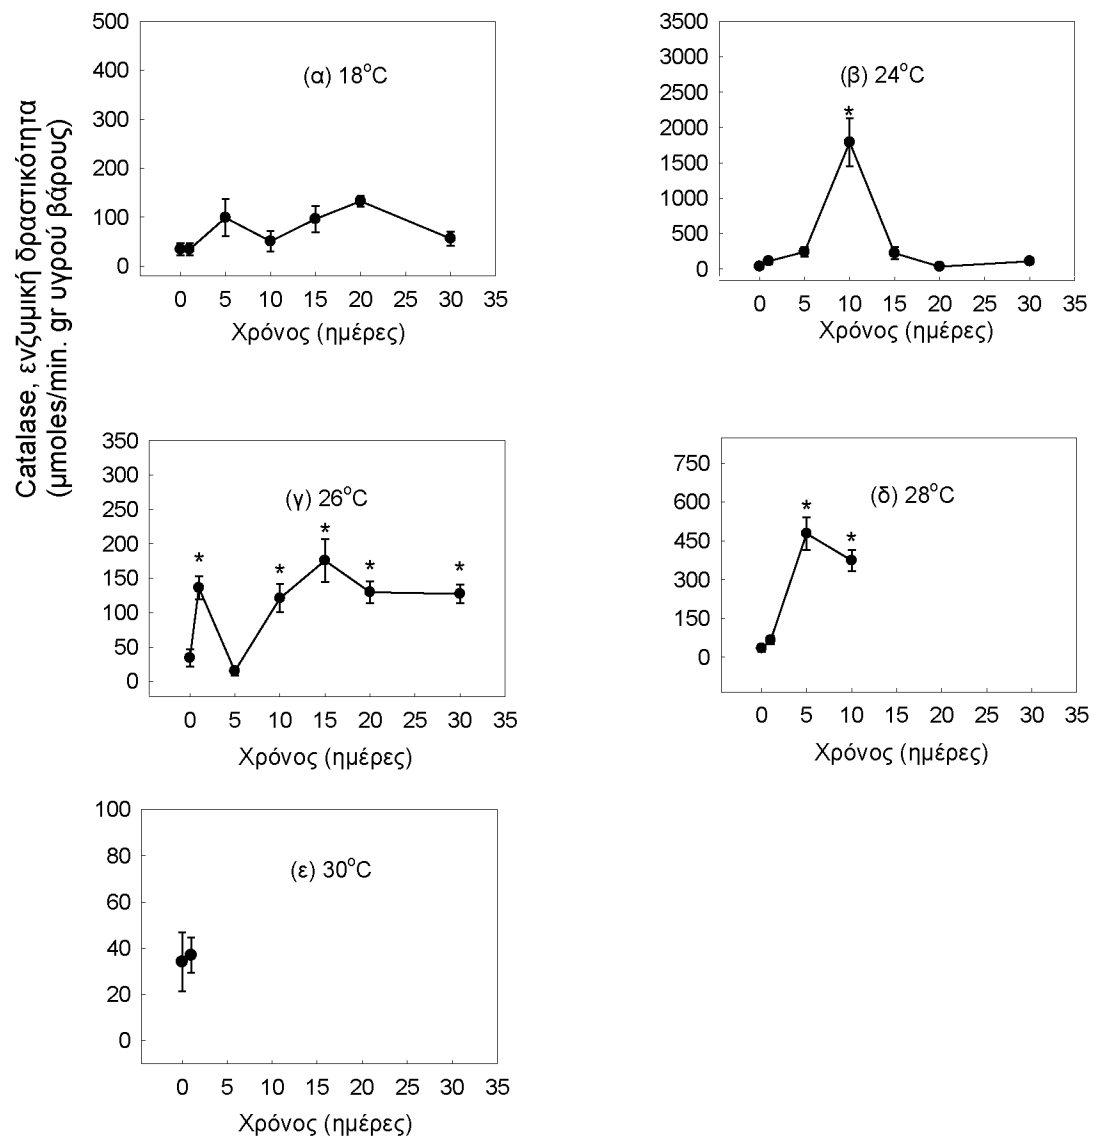 Catalase, ενζυμική δραστικότητα
(μmoles/min. gr υγρού βάρους)
500
400
300
200
100
0
(α) 18°C
0 5 10 15 20 25 30 35
Χρόνος (ημέρες)
3500
3000
2500
2000
1500
1000
500
0
(β) 24°C
*
0 5 10 15 20 25 30 35
Χρόνος (ημέρες)
350
300
250
200
150
100
50
0
(γ) 26°C
* * * * *
0 5 10 15 20 25 30 35
Χρόνος (ημέρες)
750
600
450
300
150
0
(δ) 28°C
* *
0 5 10 15 20 25 30 35
Χρόνος (ημέρες)
100
80
60
40
20
0
(ε) 30°C
0 5 10 15 20 25 30 35
Χρόνος (ημέρες)